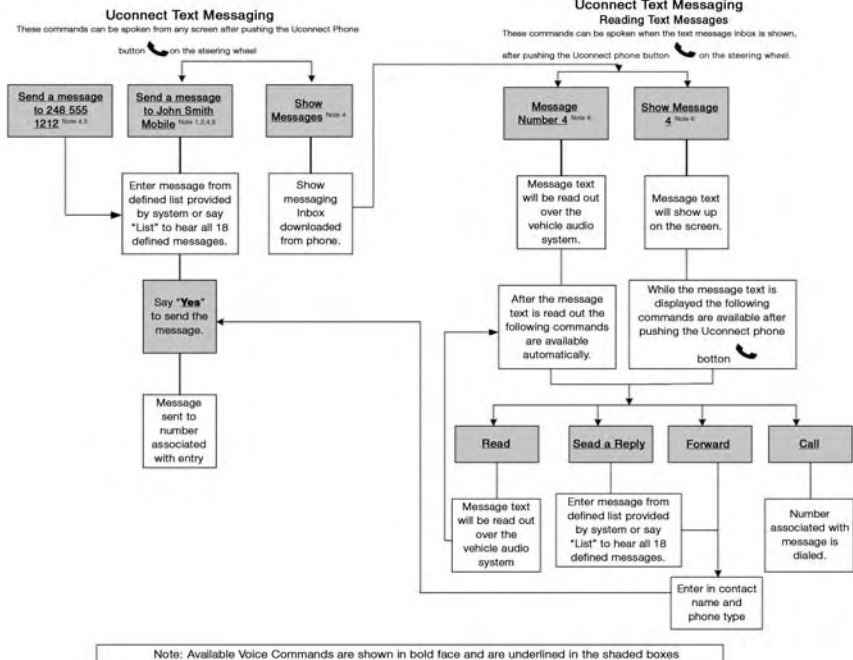 Uconnect Text Messaging
These commands can be spoken from any screen after pushing the Uconnect Phone
button on the steering wheel
Send a message
to 248 555
1212 Note 4,5
Send a message
to John Smith
Mobile Note 1,2,4,5
Show
Messages Note 4
Enter message from
defined list provided
by system or say
"List" to hear all 18
defined messages.
Show
messaging
Inbox
downloaded
from phone.
Say "Yes"
to send the
message.
Message
sent to
number
associated
with entry
Uconnect Text Messaging
Reading Text Messages
These commands can be spoken when the text message inbox is shown,
after pushing the Uconnect phone button on the steering wheel.
Message
Number 4 Note 6
Show Message
4 Note 6
Message text
will be read out
over the
vehicle audio
system.
Message text
will show up
on the screen.
After the message
text is read out the
following commands
are available
automatically.
While the message text is
displayed the following
commands are available after
pushing the Uconnect phone
botton
Read
Sead a Reply
Forward
Call
Message text
will be read out
over the
vehicle audio
system
Enter message from
defined list provided
by system or say
"List" to hear all 18
defined messages.
Number
associated with
message is
dialed.
Enter in contact
name and
phone type
Note: Available Voice Commands are shown in bold face and are underlined in the shaded boxes